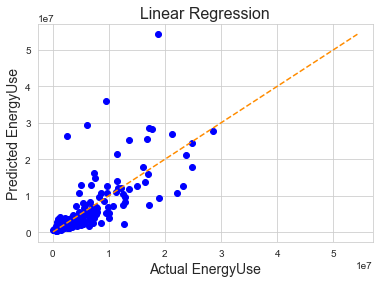 Linear Regression
1e7
5
4
3
2
1
0
Predicted EnergyUse
0 1 2 3 4 5
1e7
Actual EnergyUse